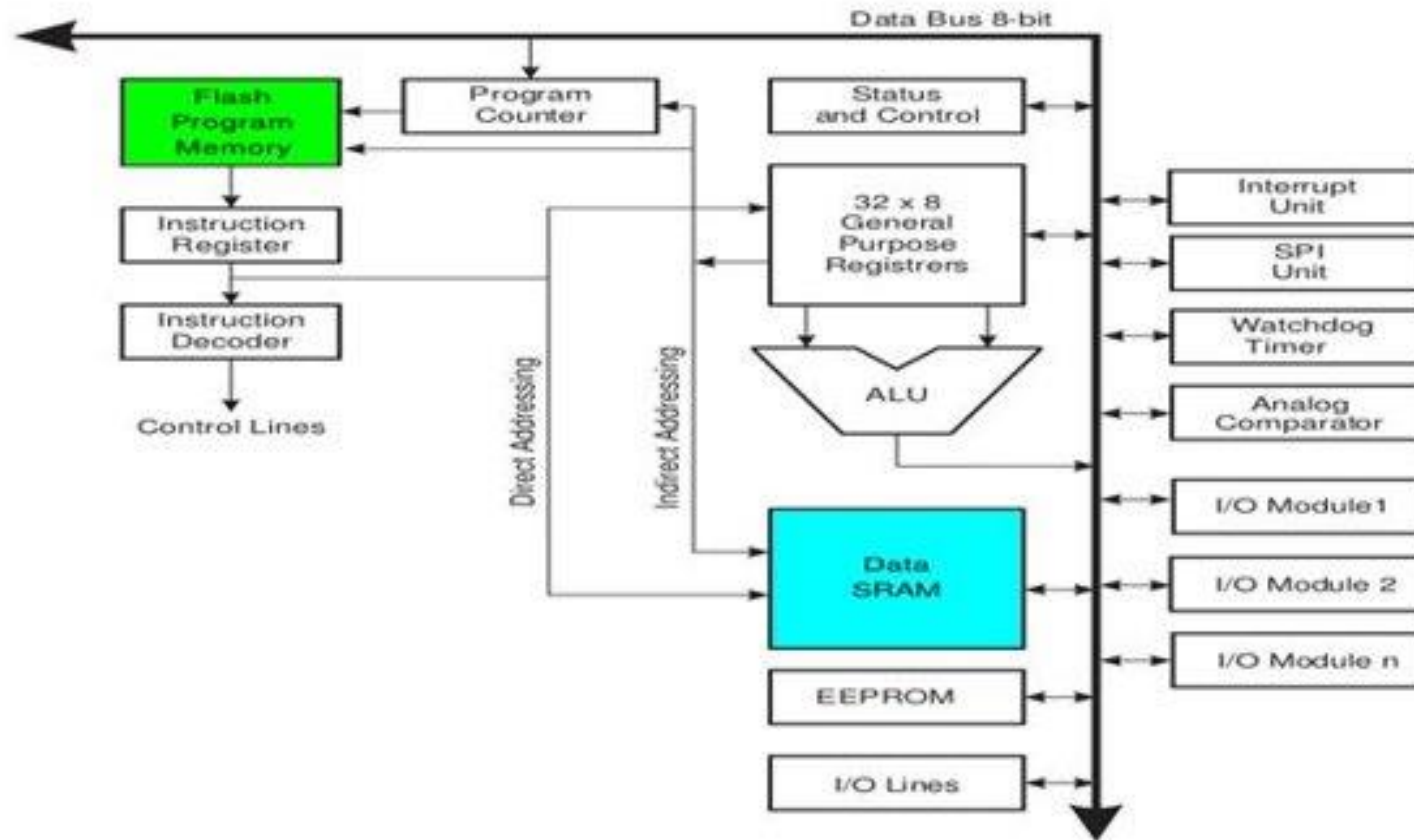 Data Bus 8-bit
Flash
Program
Memory
Program
Counter
Status
and Control
Instruction
Register
32 x 8
General
Purpose
Registrers
Interrupt
Unit
SPI
Unit
Instruction
Decoder
Watchdog
Timer
Control Lines
Direct Addressing
Indirect Addressing
ALU
Analog
Comparator
I/O Module1
Data
SRAM
I/O Module 2
I/O Module n
EEPROM
I/O Lines